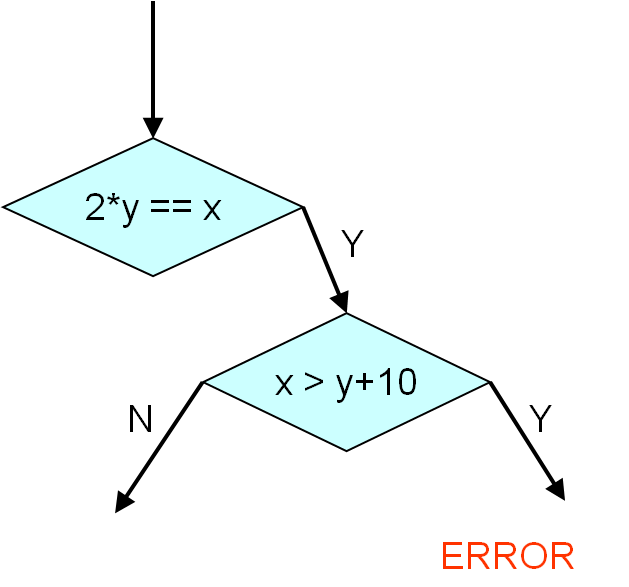 2*y == x
Y
x > y+10
N
Y
ERROR